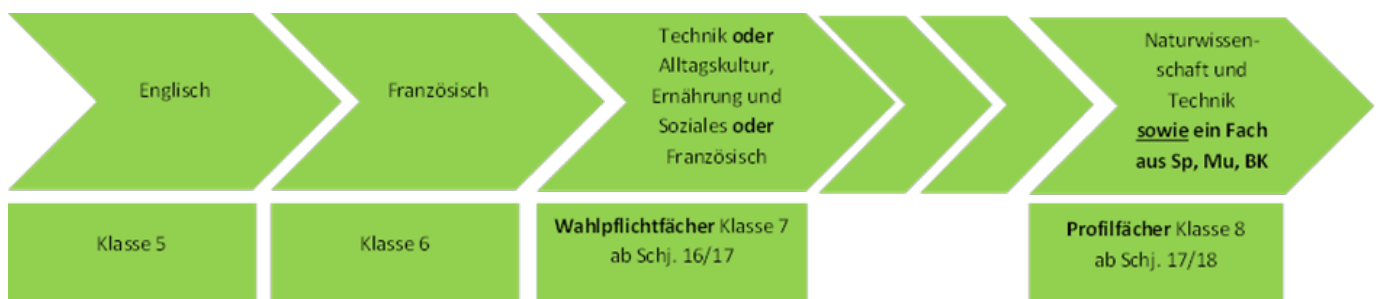 Englisch
Französisch
Technik oder
Alltagskultur,
Ernährung und
Soziales oder
Französisch
Naturwissen-
schaft und
Technik
sowie ein Fach
aus Sp, Mu, BK
Klasse 5
Klasse 6
Wahlpflichtfächer Klasse 7
ab Schj. 16/17
Profilfächer Klasse 8
ab Schj. 17/18